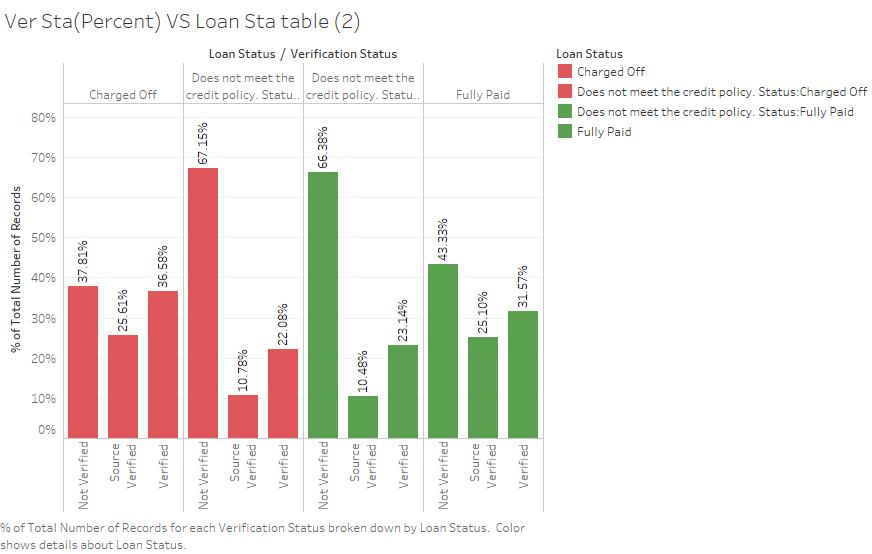 Ver Sta(Percent) VS Loan Sta table (2)
Loan Status / Verification Status
Charged Off
Does not meet the
credit policy. Statu..
Does not meet the
credit policy. Statu..
Fully Paid
% of Total Number of Records
80%
70%
60%
50%
40%
30%
20%
10%
0%
37.81%
25.61%
36.58%
67.15%
10.78%
22.08%
66.38%
10.48%
23.14%
43.33%
25.10%
31.57%
Not Verified
Source
Verified
Verified
Not Verified
Source
Verified
Verified
Not Verified
Source
Verified
Verified
Not Verified
Source
Verified
Verified
Loan Status
Charged Off
Does not meet the credit policy. Status:Charged Off
Does not meet the credit policy. Status:Fully Paid
Fully Paid
% of Total Number of Records for each Verification Status broken down by Loan Status.  Color
shows details about Loan Status.